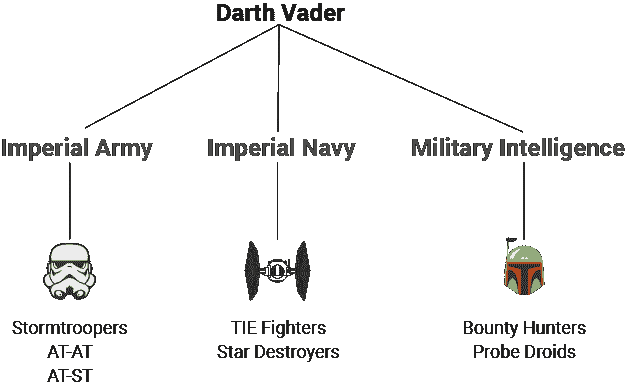 Darth Vader
Imperial Army
Imperial Navy
Military Intelligence
Stormtroopers
AT-AT
AT-ST
TIE Fighters
Star Destroyers
Bounty Hunters
Probe Droids